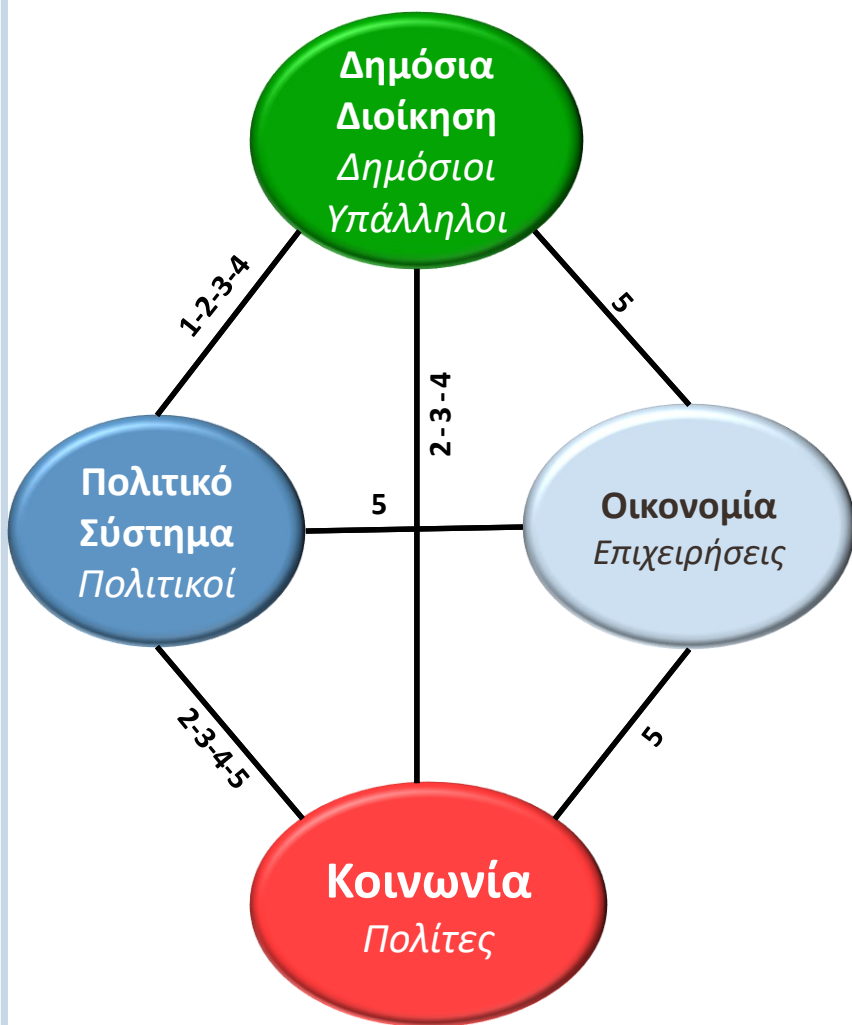 Δημόσια
Διοίκηση
Δημόσιοι
Υπάλληλοι
1-2-3-4
5
2 - 3 - 4
Πολιτικό
Σύστημα
Πολιτικοί
5
Οικονομία
Επιχειρήσεις
2-3-4-5
5
Κοινωνία
Πολίτες